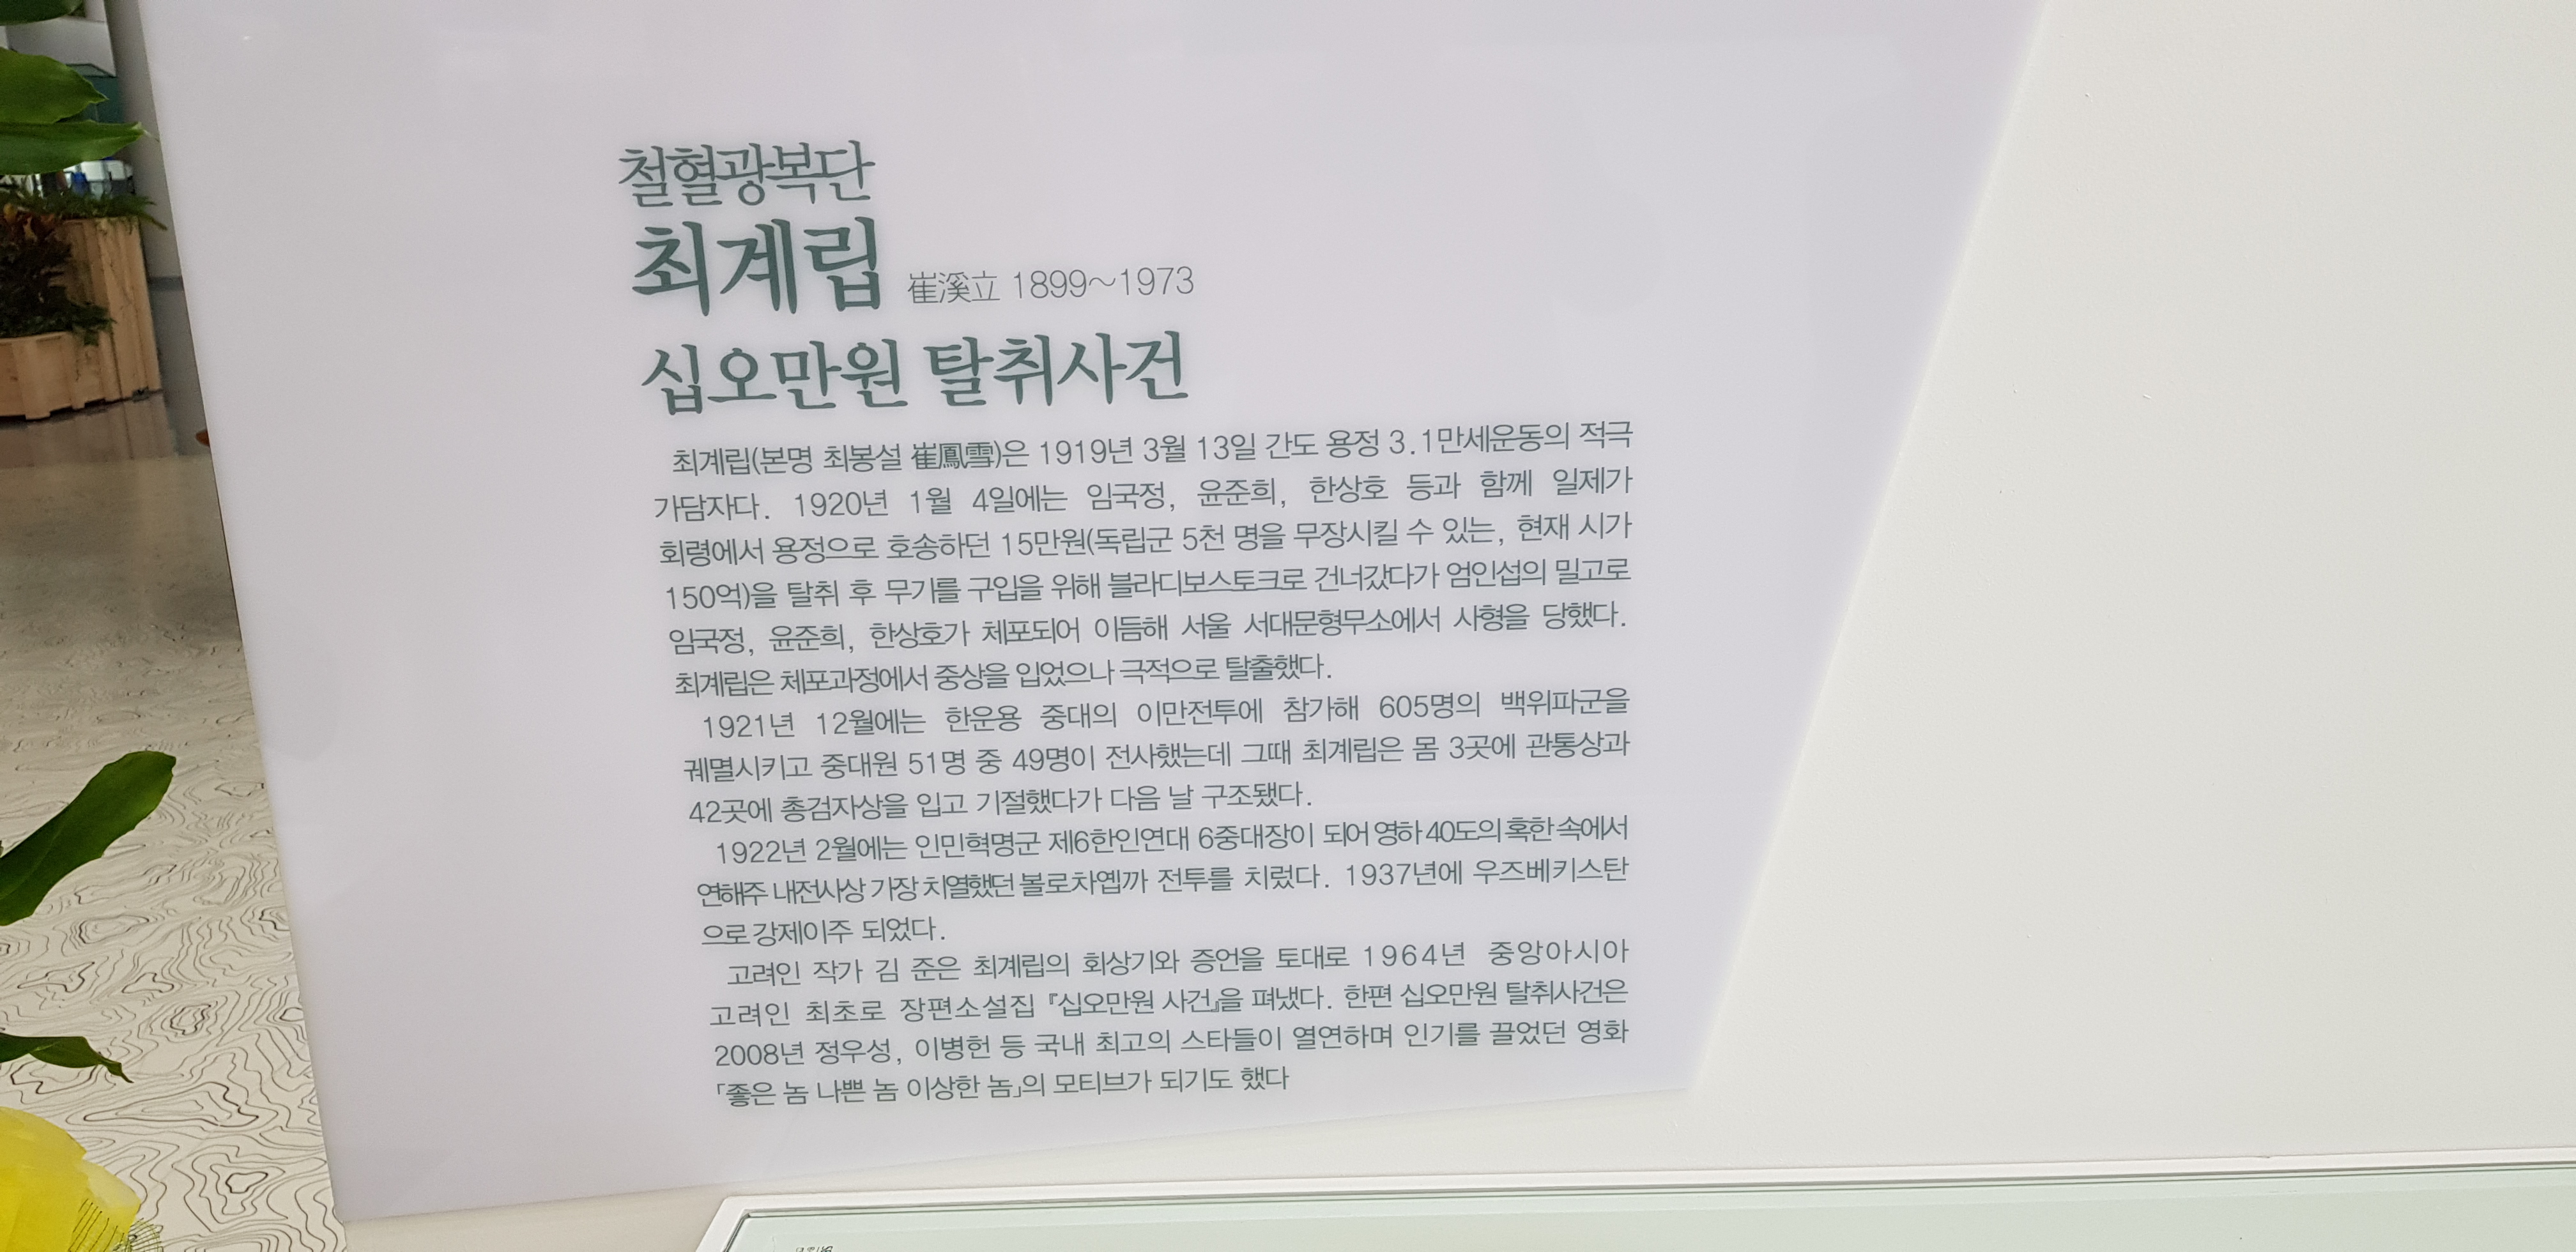 철혈광복단
최계립 崔溪立 1899~1973
십오만원 탈취사건
최계립(본명 최봉설 崔鳳雪)은 1919년 3월 13일 간도 용정 3.1만세운동의 적극
가담자다. 1920년 1월 4일에는 임국정, 윤준희, 한상호 등과 함께 일제가
회령에서 용정으로 호송하던 15만원(독립군 5천 명을 무장시킬 수 있는, 현재 시가
150억)을 탈취 후 무기를 구입을 위해 블라디보스토크로 건너갔다가 엄인섭의 밀고로
임국정, 윤준희, 한상호가 체포되어 이듬해 서울 서대문형무소에서 사형을 당했다.
최계립은 체포과정에서 중상을 입었으나 극적으로 탈출했다.
1921년 12월에는 한운용 중대의 이만전투에 참가해 605명의 백위파군을
궤멸시키고 중대원 51명 중 49명이 전사했는데 그때 최계립은 몸 3곳에 관통상과
42곳에 총검자상을 입고 기절했다가 다음 날 구조됐다.
1922년 2월에는 인민혁명군 제6한인연대 6중대장이 되어 영하 40도의 혹한 속에서
연해주 내전사상 가장 치열했던 볼로차옙까 전투를 치렀다. 1937년에 우즈베키스탄
으로 강제이주 되었다.
고려인 작가 김 준은 최계립의 회상기와 증언을 토대로 1964년 중앙아시아
고려인 최초로 장편소설집 『십오만원 사건』을 펴냈다. 한편 십오만원 탈취사건은
2008년 정우성, 이병헌 등 국내 최고의 스타들이 열연하며 인기를 끌었던 영화
「좋은 놈 나쁜 놈 이상한 놈」의 모티브가 되기도 했다